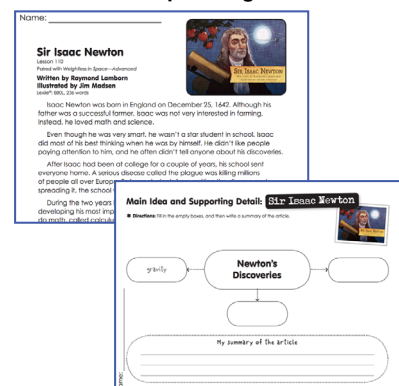 Name:
Sir Isaac Newton
Lesson 110
Paired with Weightless in Space—Advanced
Written by Raymond Lamborn
Illustrated by Jim Madsen
Lexile®: 880L, 236 words
SIR ISAAC NEWTON
Isaac Newton was born in England on December 25, 1642. Although his
father was a successful farmer, Isaac was not very interested in farming.
Instead, he loved math and science.
Even though he was very smart, he wasn't a star student in school. Isaac
did most of his best thinking when he was by himself. He didn't like people
paying attention to him, and he often didn't tell anyone about his discoveries.
After Isaac had been at college for a couple of years, his school sent
everyone home. A serious disease called the plague was killing millions
of people all over Europe.
spreading it, the school
During the two years
developing his most imp
do math, called calculu
Main Idea and Supporting Detail: Sir Isaac Newton
Directions: Fill in the empty boxes, and then write a summary of the article.
gravity
Newton's
Discoveries
My summary of the article